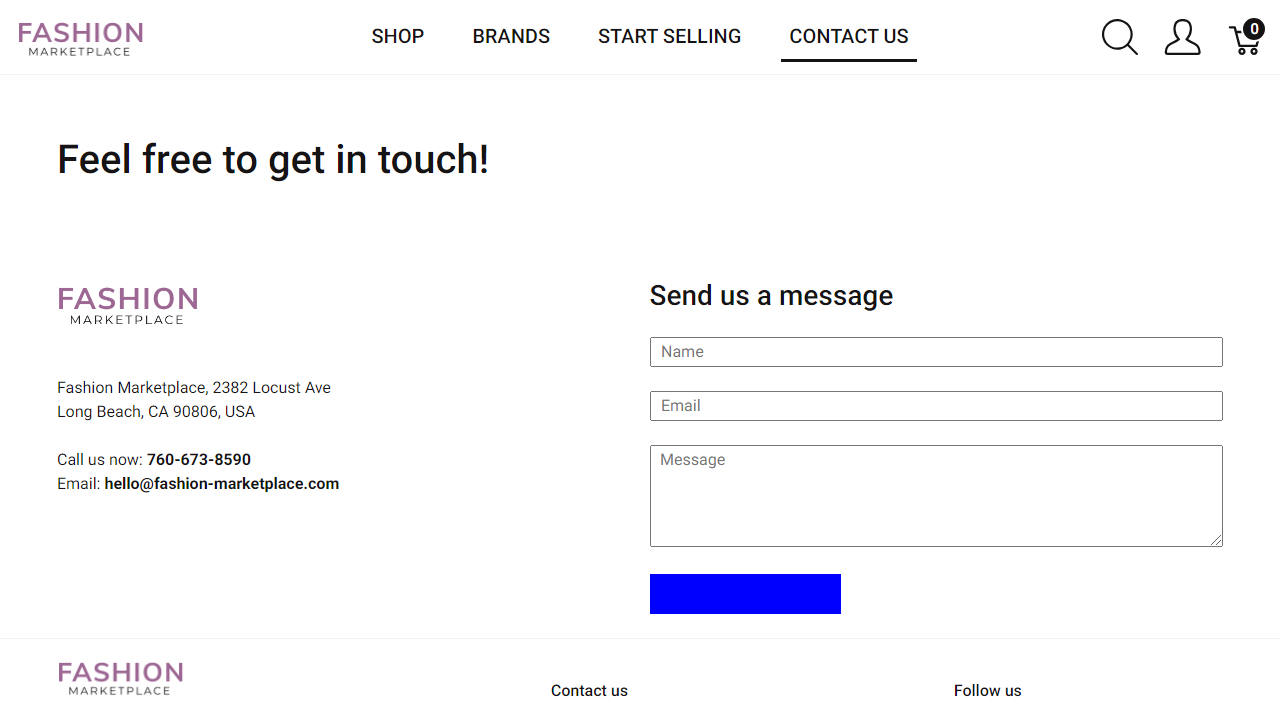 FASHION
MARKETPLACE
SHOP
BRANDS
START SELLING
CONTACT US
0
Feel free to get in touch!
FASHION
MARKETPLACE
Fashion Marketplace, 2382 Locust Ave
Long Beach, CA 90806, USA
Call us now: 760-673-8590
Email: hello@fashion-marketplace.com
Send us a message
Name
Email
Message
FASHION
MARKETPLACE
Contact us
Follow us